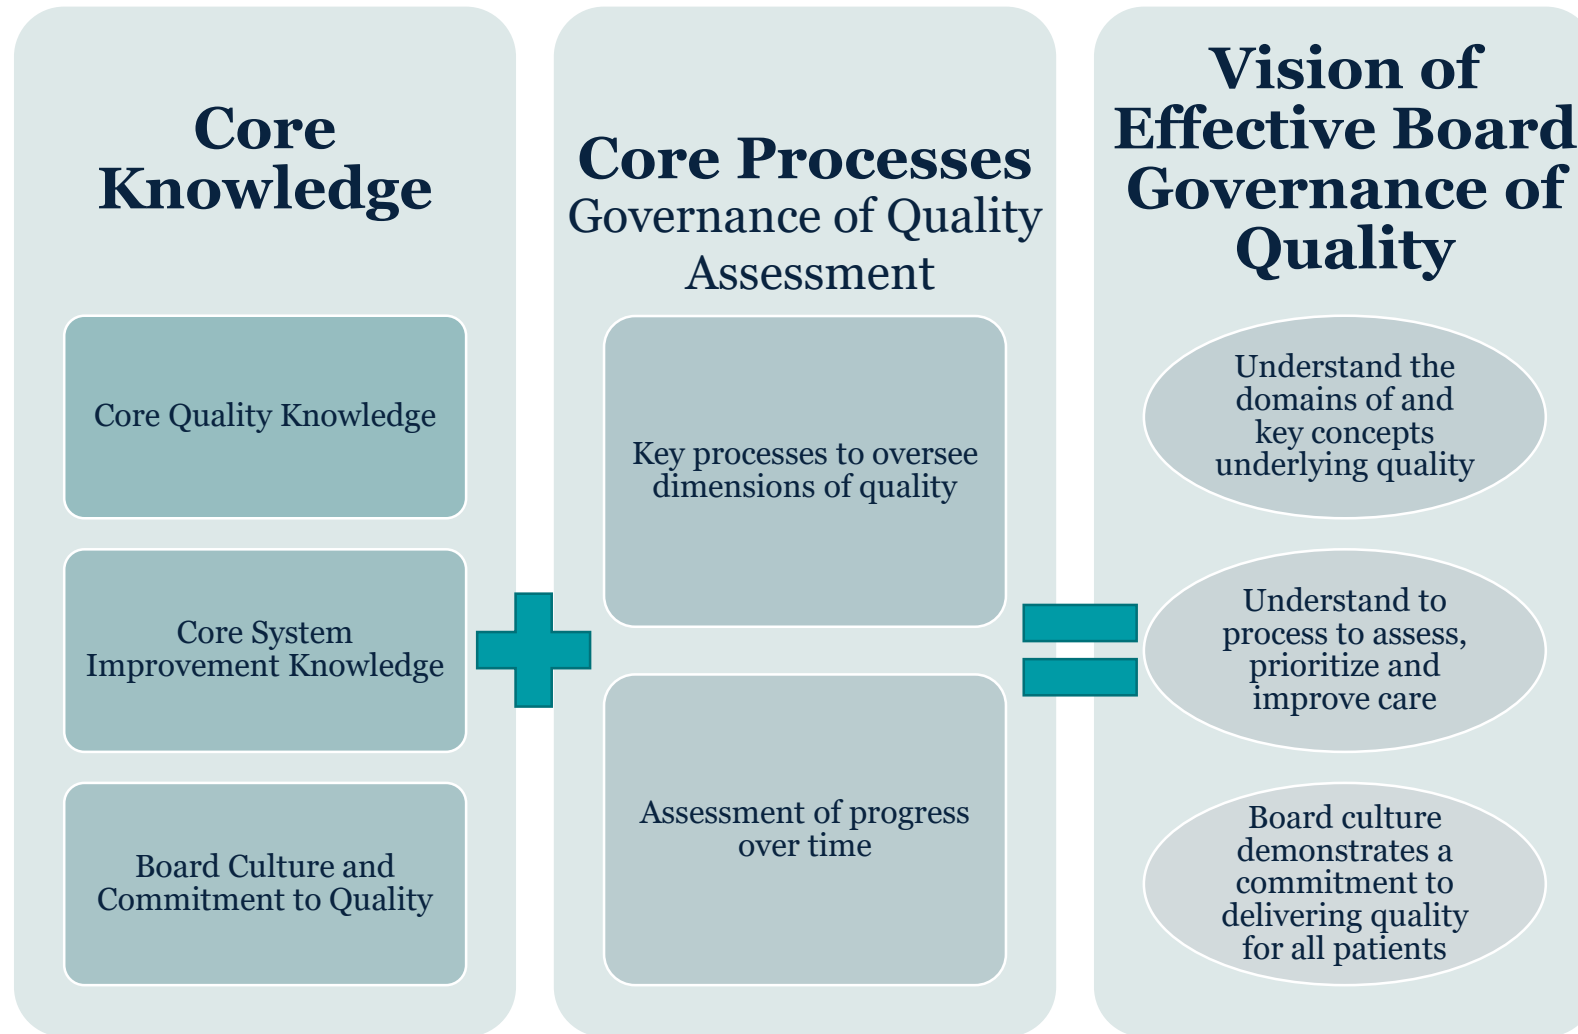 Core
Knowledge
Core Quality Knowledge
Core System
Improvement Knowledge
Board Culture and
Commitment to Quality
Core Processes
Governance of Quality
Assessment
Key processes to oversee
dimensions of quality
Assessment of progress
over time
Vision of
Effective Board
Governance of
Quality
Understand the
domains of and
key concepts
underlying quality
Understand to
process to assess,
prioritize and
improve care
Board culture
demonstrates a
commitment to
delivering quality
for all patients